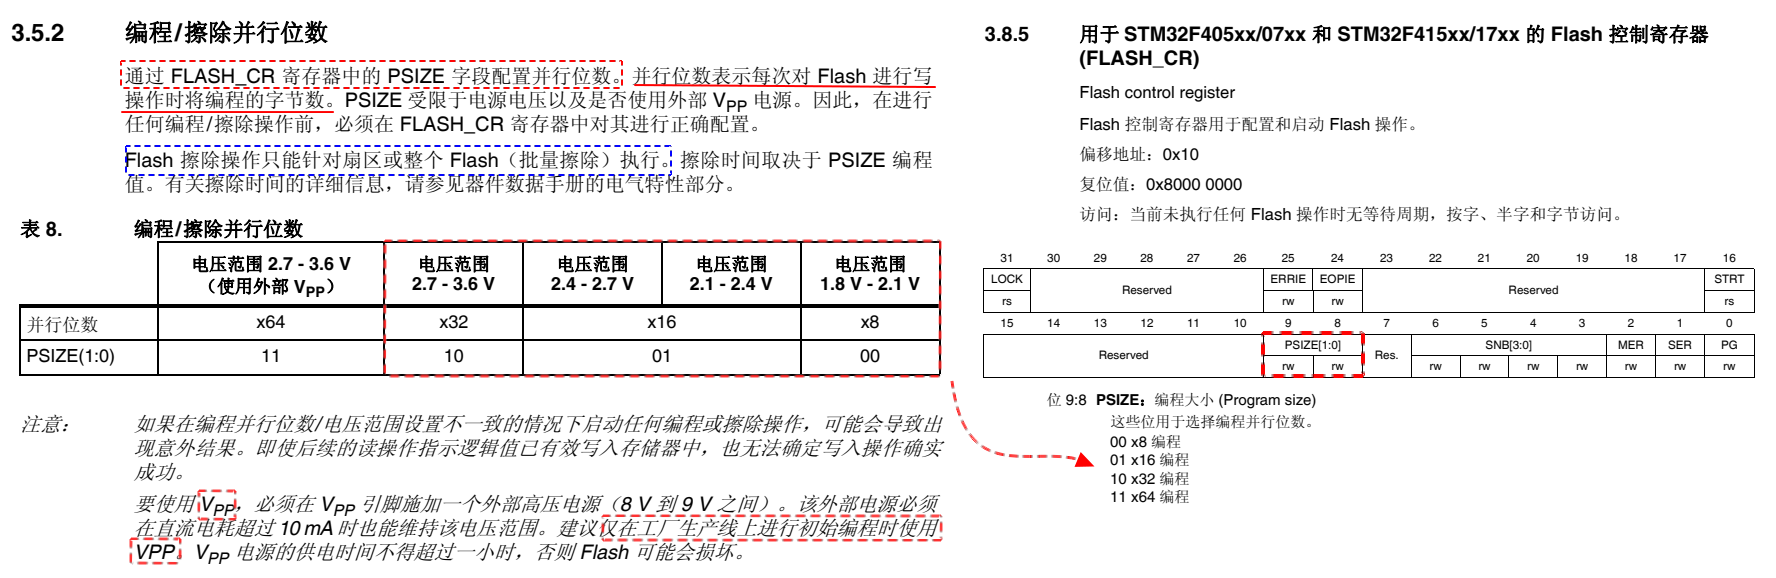 3.5.2 编程/擦除并行位数
通过 FLASH_CR 寄存器中的 PSIZE 字段配置并行位数。并行位数表示每次对 Flash 进行写
操作时将编程的字节数。PSIZE 受限于电源电压以及是否使用外部 VPP 电源。因此，在进行
任何编程/擦除操作前，必须在 FLASH_CR 寄存器中对其进行正确配置。
Flash 擦除操作只能针对扇区或整个 Flash（批量擦除）执行。擦除时间取决于 PSIZE 编程
值。有关擦除时间的详细信息，请参见器件数据手册的电气特性部分。
表 8. 编程/擦除并行位数
电压范围 2.7 - 3.6 V
（使用外部 VPP）
电压范围
2.7 - 3.6 V
电压范围
2.4 - 2.7 V
电压范围
2.1 - 2.4 V
电压范围
1.8 V - 2.1 V
并行位数 x64 x32 x16 x8
PSIZE(1:0) 11 10 01 00
注意： 如果在编程并行位数/电压范围设置不一致的情况下启动任何编程或擦除操作，可能会导致出
现意外结果。即使后续的读操作指示逻辑值已有效写入存储器中，也无法确定写入操作确实
成功。
要使用 VPP，必须在 VPP 引脚施加一个外部高压电源（8 V 到 9 V 之间）。该外部电源必须
在直流电耗超过 10 mA 时也能维持该电压范围。建议仅在工厂生产线上进行初始编程时使用
VPP。VPP 电源的供电时间不得超过一小时，否则 Flash 可能会损坏。
3.8.5 用于 STM32F405xx/07xx 和 STM32F415xx/17xx 的 Flash 控制寄存器
(FLASH_CR)
Flash control register
Flash 控制寄存器用于配置和启动 Flash 操作。
偏移地址：0x10
复位值：0x8000 0000
访问：当前未执行任何 Flash 操作时无等待周期，按字、半字和字节访问。
31 30 29 28 27 26 25 24 23 22 21 20 19 18 17 16
LOCK Reserved ERRIE EOPIE Reserved STRT
rs rw rw rs
15 14 13 12 11 10 9 8 7 6 5 4 3 2 1 0
Reserved PSIZE[1:0] Res. SNB[3:0] MER SER PG
rw rw rw rw rw rw rw rw rw
位 9:8 PSIZE：编程大小 (Program size)
这些位用于选择编程并行位数。
00 x8 编程
01 x16 编程
10 x32 编程
11 x64 编程